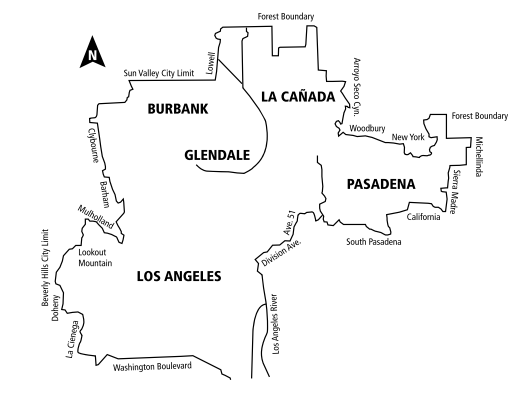 Forest Boundary
N
Lowell
Sun Valley City Limit
Arroyo Seco Cyn.
LA CAÑADA
BURBANK
Forest Boundary
Woodbury
New York
Clybourne
GLENDALE
Michellinda
PASADENA
Sierra Madre
Barham
Mulholland
California
Ave. 51
South Pasadena
Division Ave.
Lookout
Mountain
Beverly Hills City Limit
Doheny
LOS ANGELES
Los Angeles River
La Cienega
Washington Boulevard